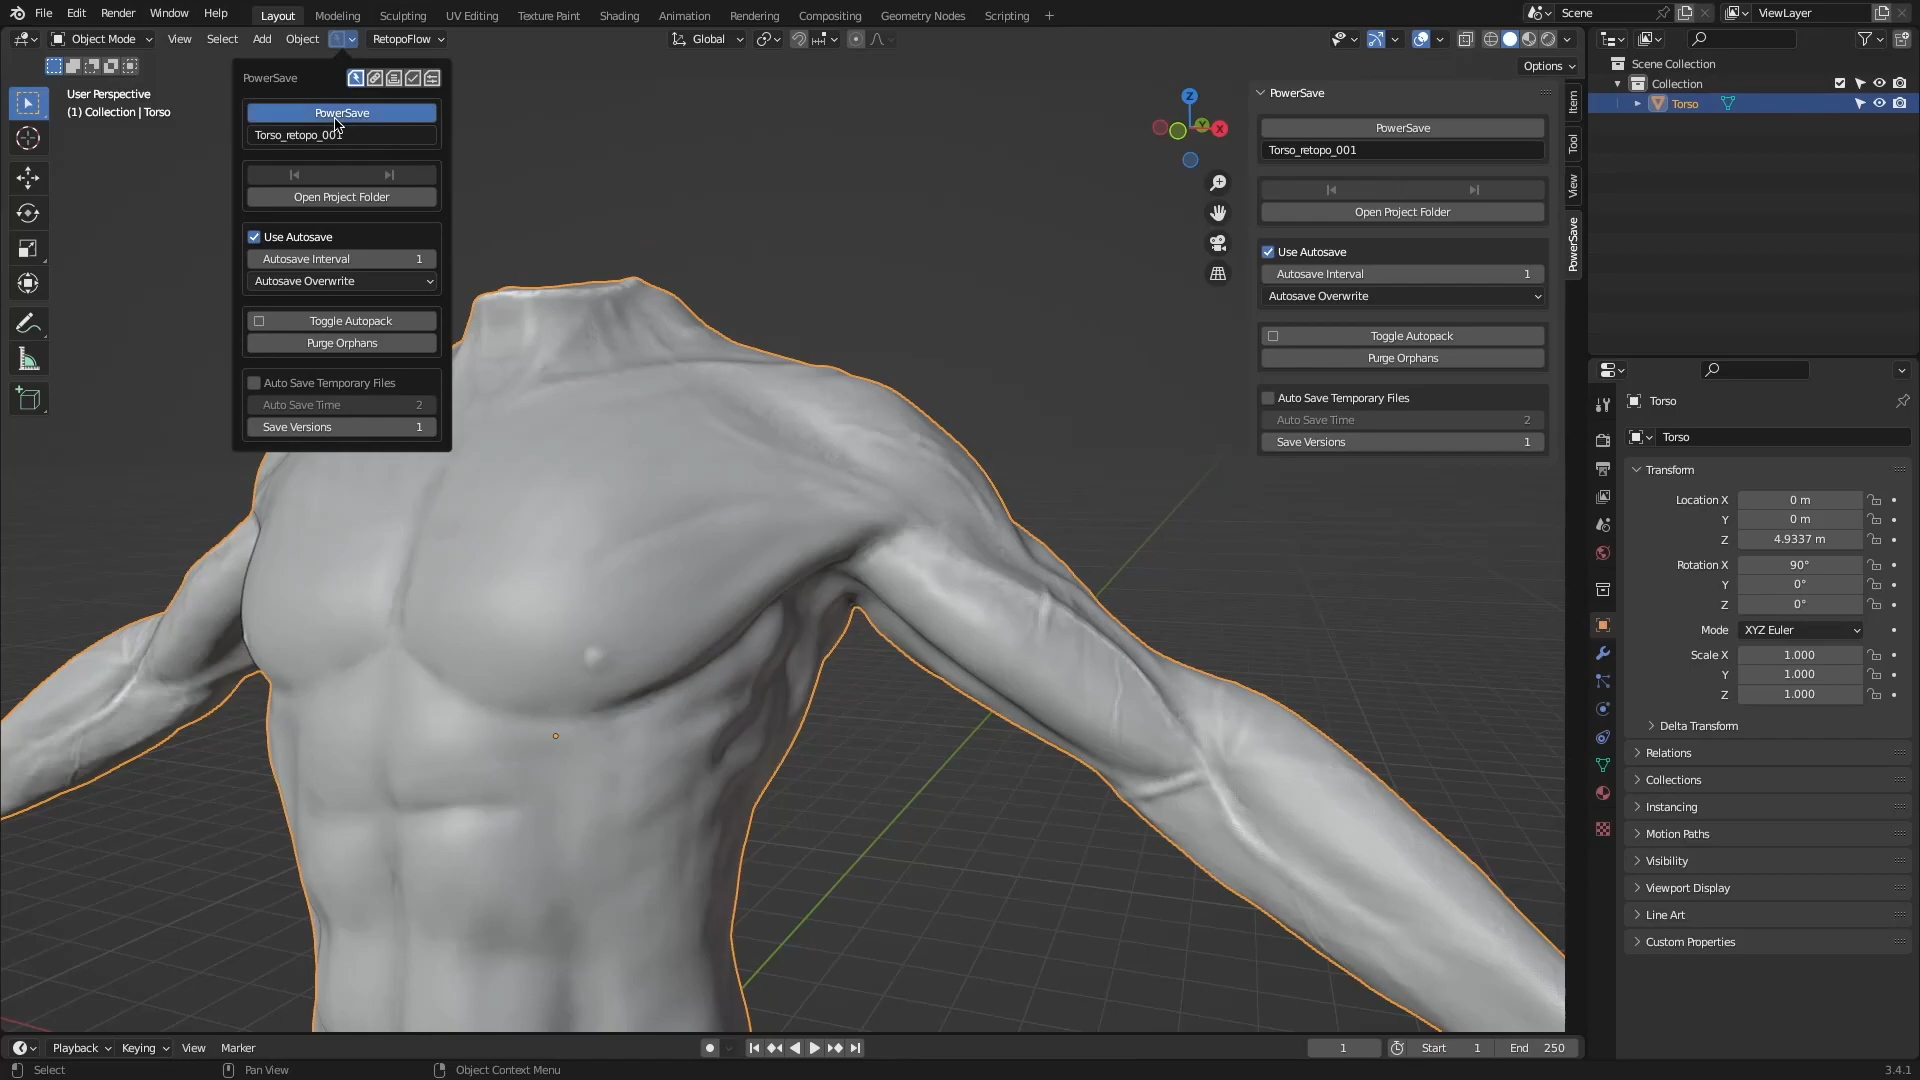 File Edit Render Window Help Layout Modeling Sculpting UV Editing Texture Paint Shading Animation Rendering Compositing Geometry Nodes Scripting + Scene ViewLayer
Object Mode View Select Add Object RetopoFlow Global
Options
User Perspective
(1) Collection | Torso
PowerSave
PowerSave
Torso_retopo_001
Open Project Folder
Use Autosave
Autosave Interval 1
Autosave Overwrite
Toggle Autopack
Purge Orphans
Auto Save Temporary Files
Auto Save Time 2
Save Versions 1
Z
Y
X
PowerSave
PowerSave
Torso_retopo_001
Open Project Folder
Use Autosave
Autosave Interval 1
Autosave Overwrite
Toggle Autopack
Purge Orphans
Auto Save Temporary Files
Auto Save Time 2
Save Versions 1
Item
Tool
View
PowerSave
Scene Collection
Collection
Torso
Torso
Torso
Transform
Location X 0 m
Y 0 m
Z 4.9337 m
Rotation X 90°
Y 0°
Z 0°
Mode XYZ Euler
Scale X 1.000
Y 1.000
Z 1.000
Delta Transform
Relations
Collections
Instancing
Motion Paths
Visibility
Viewport Display
Line Art
Custom Properties
Playback Keying View Marker 1 Start 1 End 250
Select Pan View Object Context Menu 3.4.1